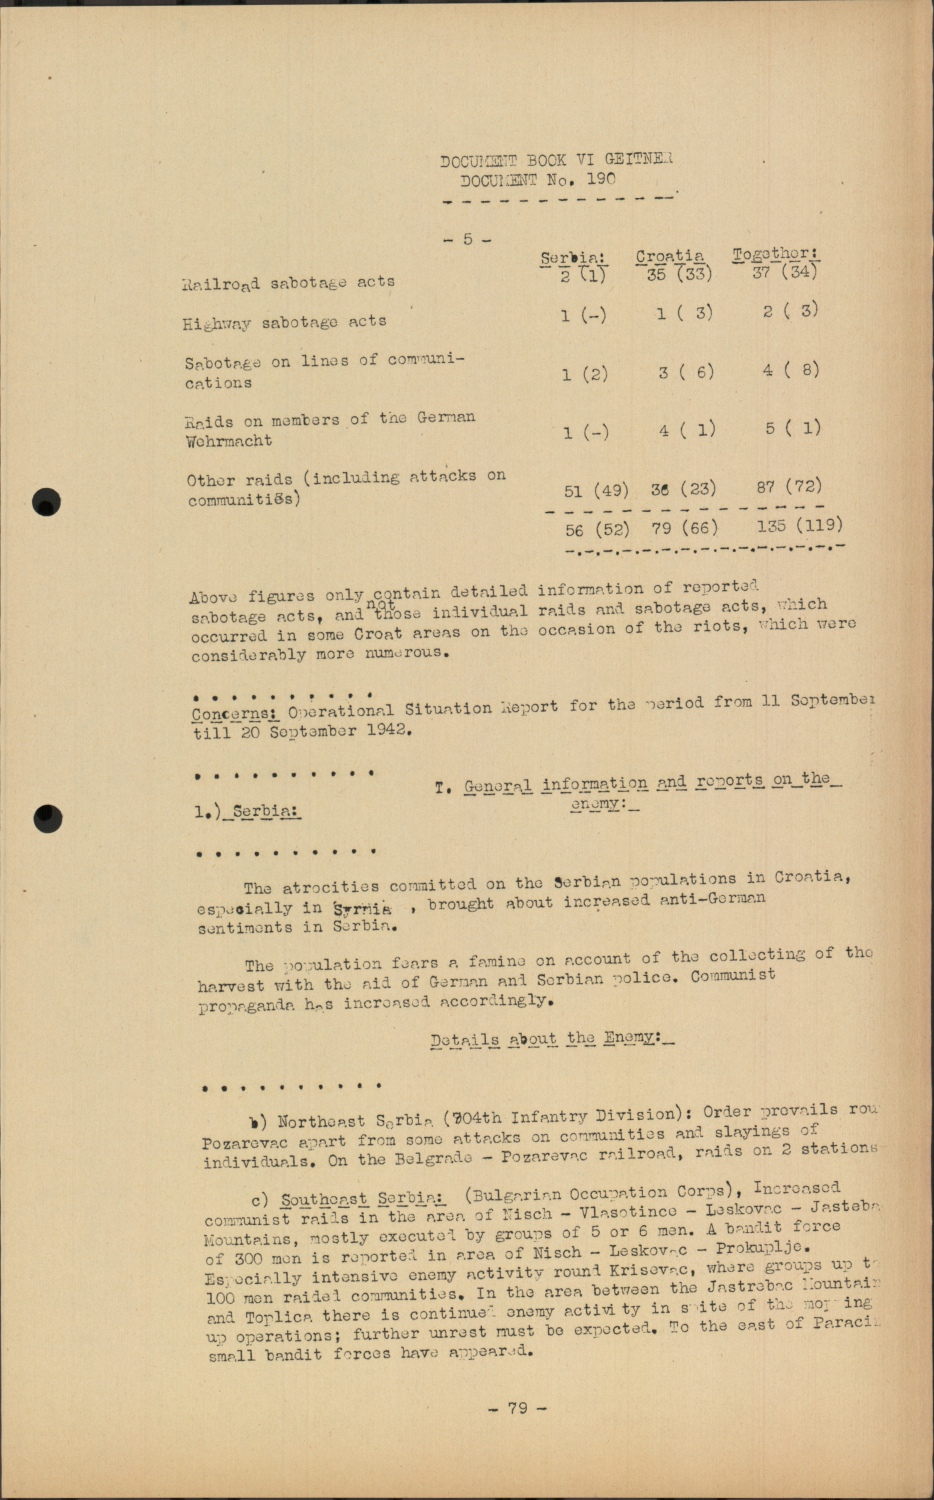 DOCUMENT BOOK VI GEITNER
DOCUMENT No. 190
- 5 -
Serbia: Croatia Together:
Railroad sabotage acts 2 (1) 35 (33) 37 (34)
Highway sabotage acts 1 (-) 1 ( 3) 2 ( 3)
Sabotage on lines of communi-
cations 1 (2) 3 ( 6) 4 ( 8)
Raids on members of the German
Wehrmacht 1 (-) 4 ( 1) 5 ( 1)
Other raids (including attacks on
communities) 51 (49) 36 (23) 87 (72)
56 (52) 79 (66) 135 (119)
Above figures only contain detailed information of reported
sabotage acts, and not those individual raids and sabotage acts, which
occurred in some Croat areas on the occasion of the riots, which were
considerably more numerous.
. . . . . . . . . .
Concerns: Operational Situation Report for the period from 11 September
till 20 September 1942.
. . . . . . . . . .
I. General information and reports on the
enemy:
1.) Serbia:
. . . . . . . . . .
The atrocities committed on the Serbian populations in Croatia,
especially in Syrmia , brought about increased anti-German
sentiments in Serbia.
The population fears a famine on account of the collecting of the
harvest with the aid of German and Serbian police. Communist
propaganda has increased accordingly.
Details about the Enemy:
. . . . . . . . . .
b) Northeast Serbia (704th Infantry Division): Order prevails rou
Pozarevac apart from some attacks on communities and slayings of
individuals. On the Belgrade - Pozarevac railroad, raids on 2 stations
c) Southeast Serbia: (Bulgarian Occupation Corps), Increased
communist raids in the area of Nisch - Vlasotince - Leskovac - Jasteba
Mountains, mostly executed by groups of 5 or 6 men. A bandit force
of 300 men is reported in area of Nisch - Leskovac - Prokuplje.
Especially intensive enemy activity round Krisevac, where groups up t
100 men raided communities. In the area between the Jastrebac Mountain
and Toplica there is continued enemy activity in spite of the mopping
up operations; further unrest must be expected. To the east of Paracin
small bandit forces have appeared.
- 79 -